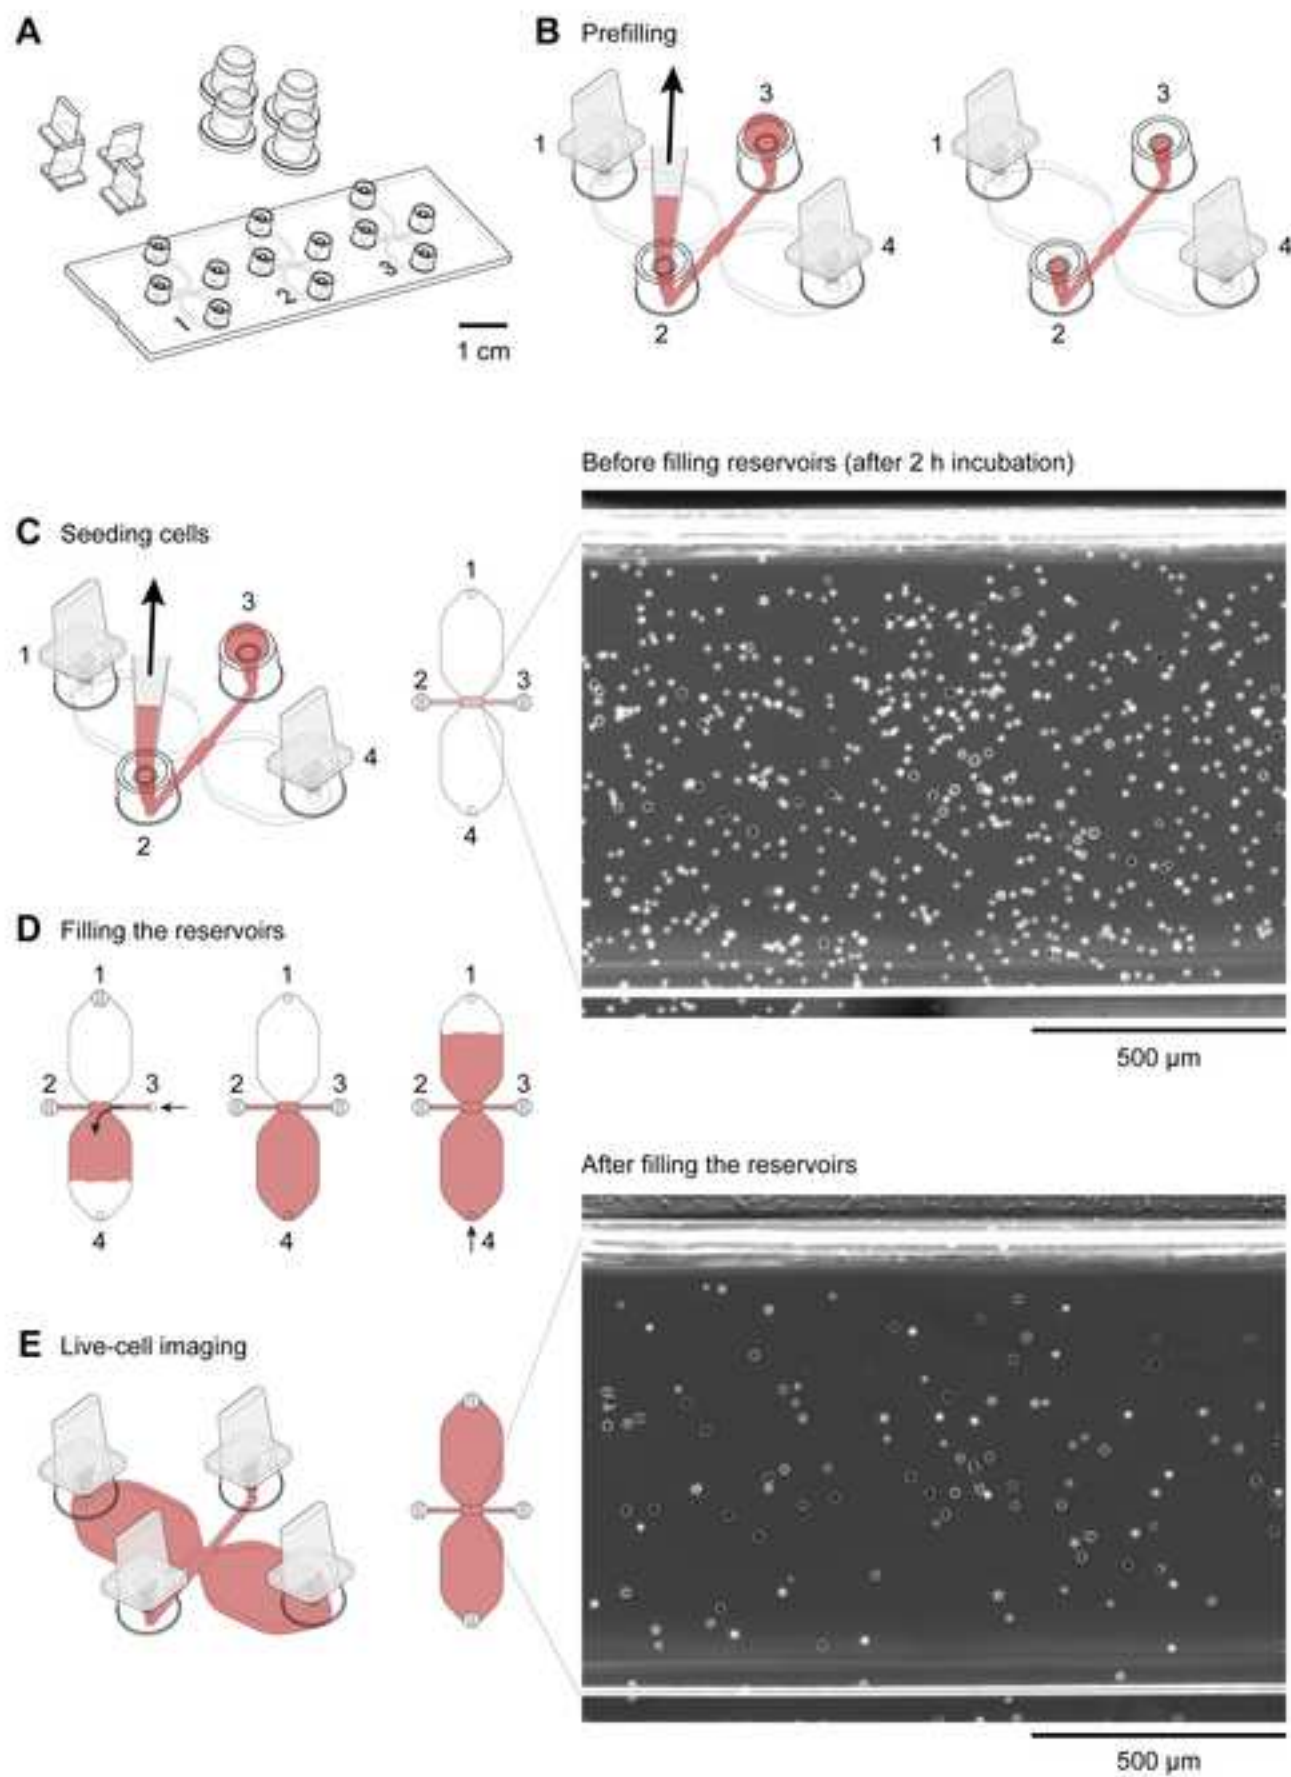 A
1
2
3
1 cm
B Prefilling
1
3
4
2
1
3
4
2
Before filling reservoirs (after 2 h incubation)
C Seeding cells
1
3
4
2
1
2 3
4
500 µm
D Filling the reservoirs
1
2 3
4
1
2 3
4
1
2 3
4
After filling the reservoirs
E Live-cell imaging
500 µm